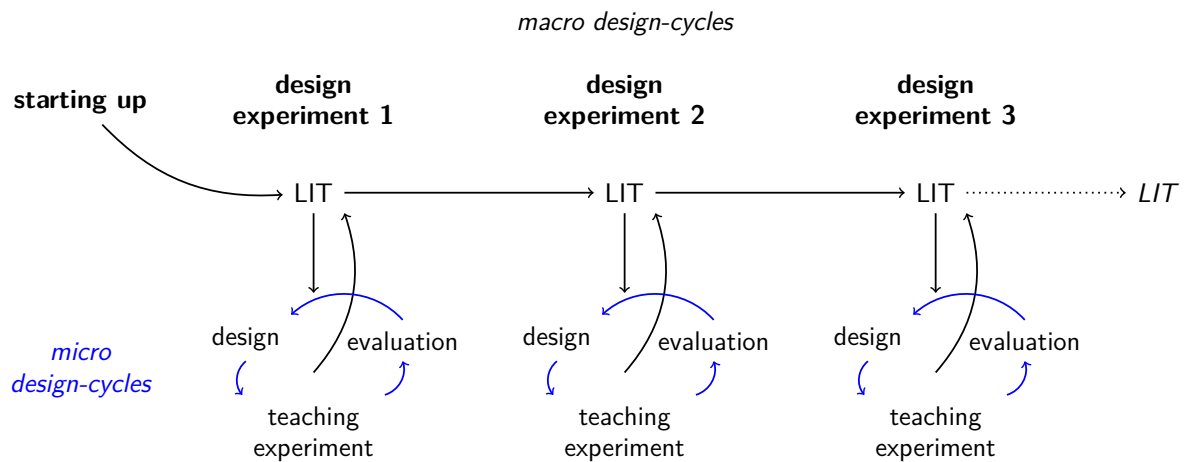 macro design-cycles
starting up
design
experiment 1
design
experiment 2
design
experiment 3
LIT
LIT
LIT
LIT
design
evaluation
teaching
experiment
design
evaluation
teaching
experiment
design
evaluation
teaching
experiment
micro
design-cycles